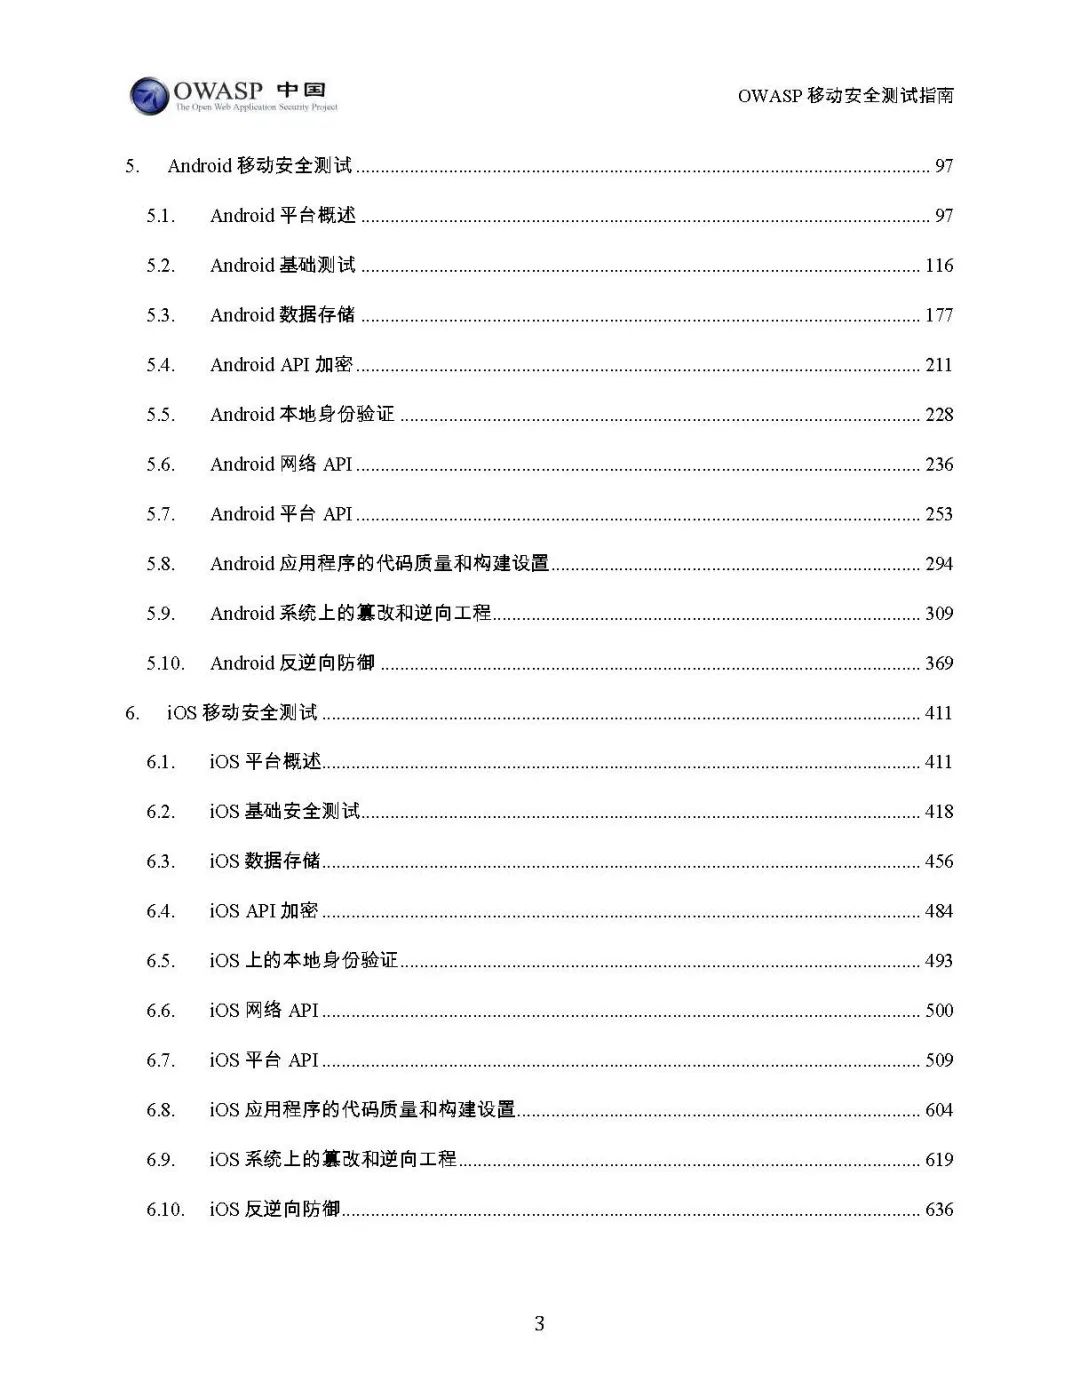 OWASP 中国
The Open Web Application Security Project
OWASP 移动安全测试指南
5. Android 移动安全测试 97
5.1. Android 平台概述 97
5.2. Android 基础测试 116
5.3. Android 数据存储 177
5.4. Android API 加密 211
5.5. Android 本地身份验证 228
5.6. Android 网络 API 236
5.7. Android 平台 API 253
5.8. Android 应用程序的代码质量和构建设置 294
5.9. Android 系统上的篡改和逆向工程 309
5.10. Android 反逆向防御 369
6. iOS 移动安全测试 411
6.1. iOS 平台概述 411
6.2. iOS 基础安全测试 418
6.3. iOS 数据存储 456
6.4. iOS API 加密 484
6.5. iOS 上的本地身份验证 493
6.6. iOS 网络 API 500
6.7. iOS 平台 API 509
6.8. iOS 应用程序的代码质量和构建设置 604
6.9. iOS 系统上的篡改和逆向工程 619
6.10. iOS 反逆向防御 636
3